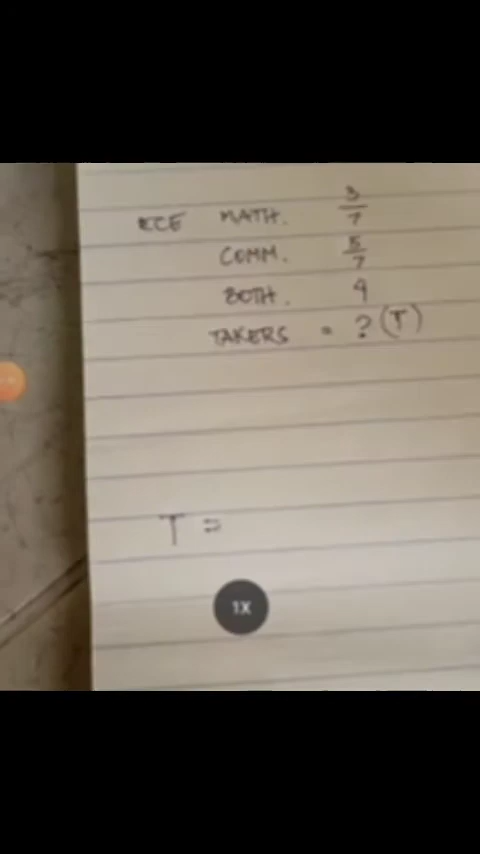 ECE MATH. 3/7
COMM. 5/7
BOTH. 4
TAKERS = ? (T)
T =
1X